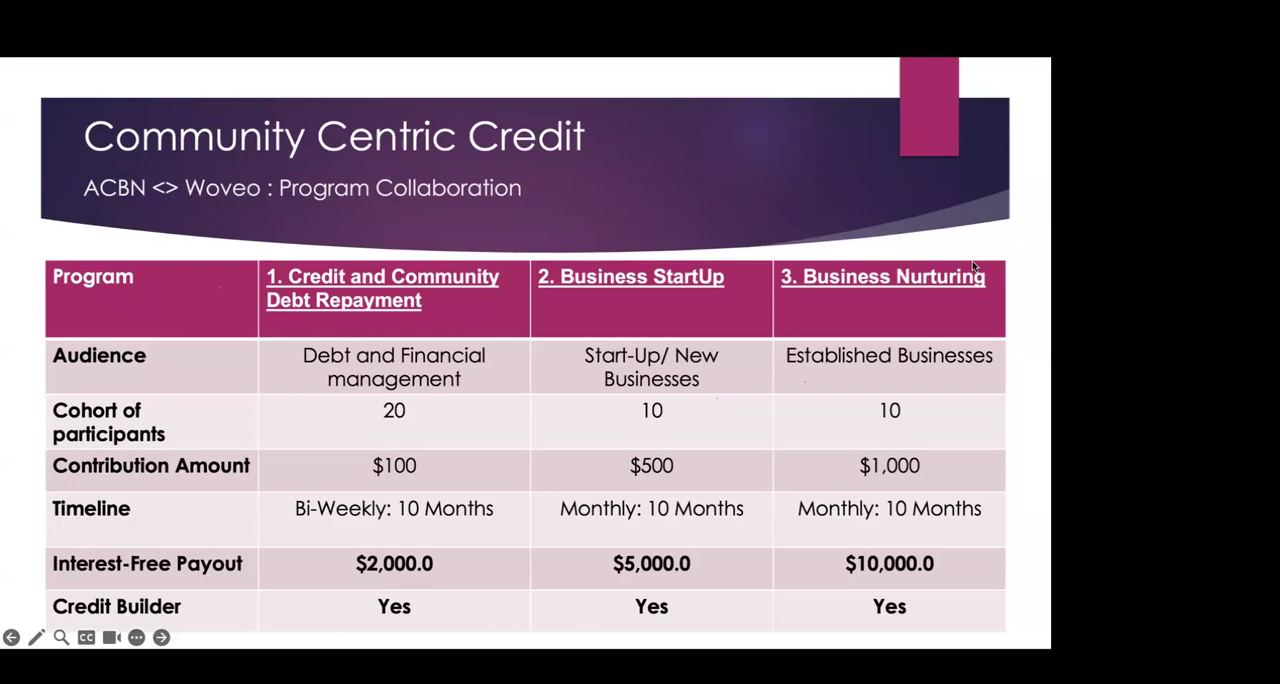 Community Centric Credit
ACBN <> Woveo : Program Collaboration
Program
1. Credit and Community
Debt Repayment
2. Business StartUp
3. Business Nurturing
Audience
Debt and Financial
management
Start-Up/ New
Businesses
Established Businesses
Cohort of
participants
20
10
10
Contribution Amount
$100
$500
$1,000
Timeline
Bi-Weekly: 10 Months
Monthly: 10 Months
Monthly: 10 Months
Interest-Free Payout
$2,000.0
$5,000.0
$10,000.0
Credit Builder
Yes
Yes
Yes
CC